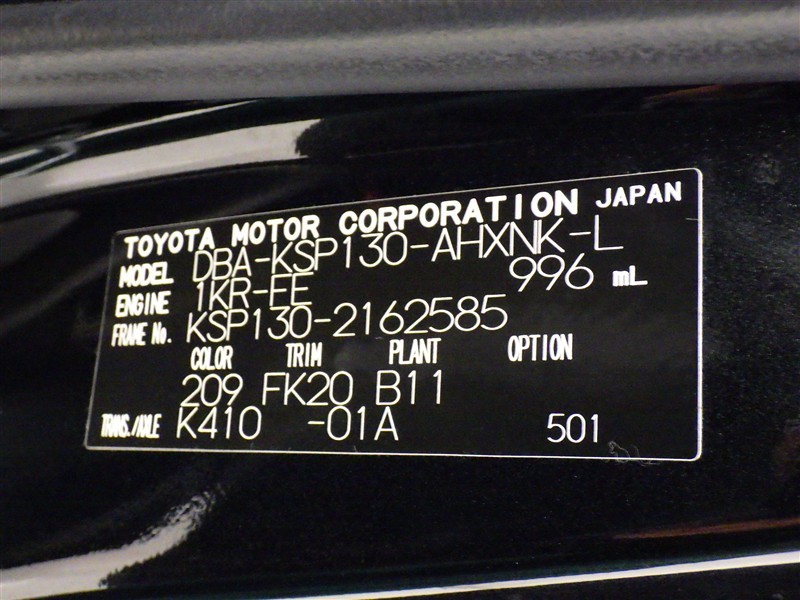 TOYOTA MOTOR CORPORATION JAPAN
MODEL DBA-KSP130-AHXNK-L
ENGINE 1KR-FE 996 mL
FRAME No. KSP130-2162585
COLOR TRIM PLANT OPTION
209 FK20 B11
TRANS./AXLE K410 -01A 501